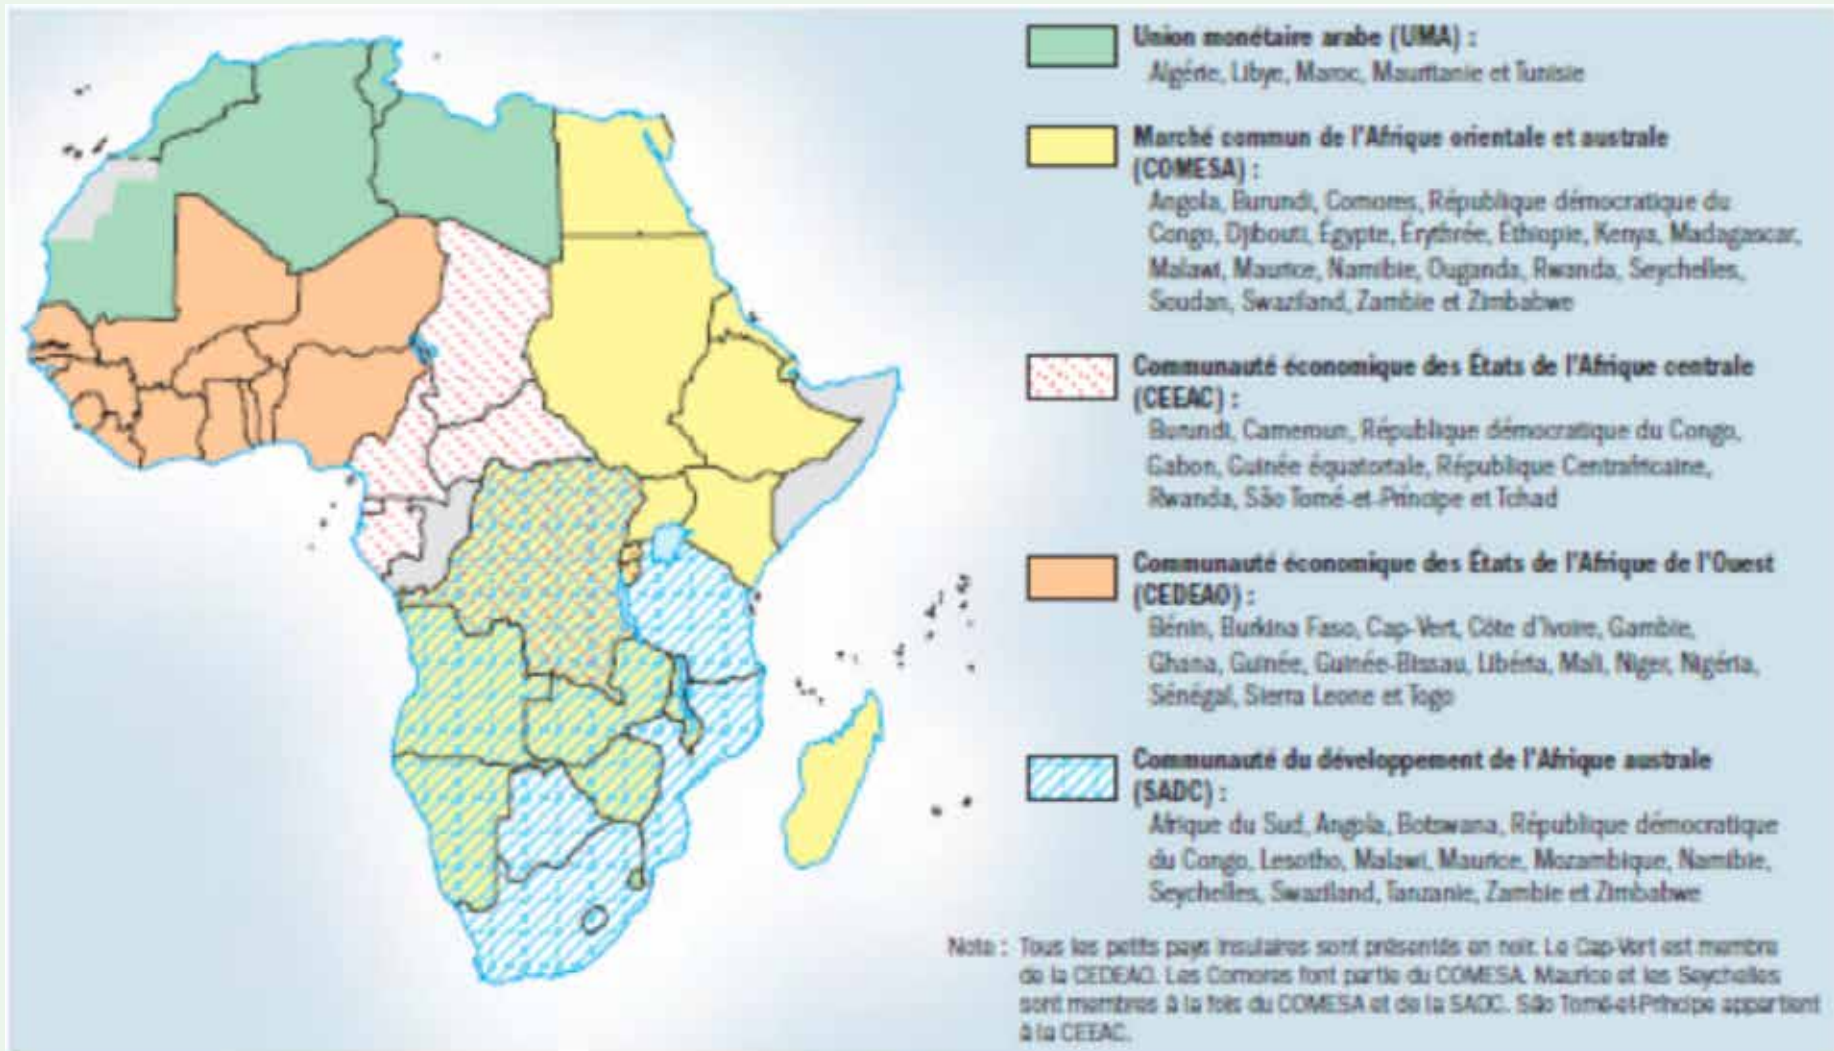 Union monétaire arabe (UMA) :
Algérie, Libye, Maroc, Mauritanie et Tunisie
Marché commun de l'Afrique orientale et australe
(COMESA) :
Angola, Burundi, Comores, République démocratique du
Congo, Djibouti, Égypte, Érythrée, Éthiopie, Kenya, Madagascar,
Malawi, Maurice, Namibie, Ouganda, Rwanda, Seychelles,
Soudan, Swaziland, Zambie et Zimbabwe
Communauté économique des États de l'Afrique centrale
(CEEAC) :
Burundi, Cameroun, République démocratique du Congo,
Gabon, Guinée équatoriale, République Centrafricaine,
Rwanda, São Tomé-et-Príncipe et Tchad
Communauté économique des États de l'Afrique de l'Ouest
(CEDEAO) :
Bénin, Burkina Faso, Cap-Vert, Côte d'Ivoire, Gambie,
Ghana, Guinée, Guinée-Bissau, Libéria, Mali, Niger, Nigéria,
Sénégal, Sierra Leone et Togo
Communauté du développement de l'Afrique australe
(SADC) :
Afrique du Sud, Angola, Botswana, République démocratique
du Congo, Lesotho, Malawi, Maurice, Mozambique, Namibie,
Seychelles, Swaziland, Tanzanie, Zambie et Zimbabwe
Note : Tous les petits pays insulaires sont présentés en noir. Le Cap-Vert est membre
de la CEDEAO. Les Comores font partie du COMESA. Maurice et les Seychelles
sont membres à la fois du COMESA et de la SADC. São Tomé-et-Príncipe appartient
à la CEEAC.